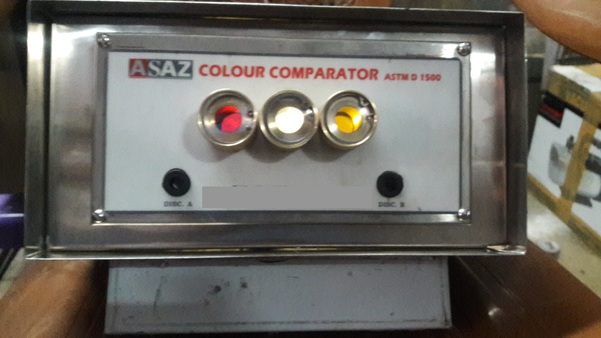 ASAZ COLOUR COMPARATOR ASTM D 1500
DISC. A DISC. B